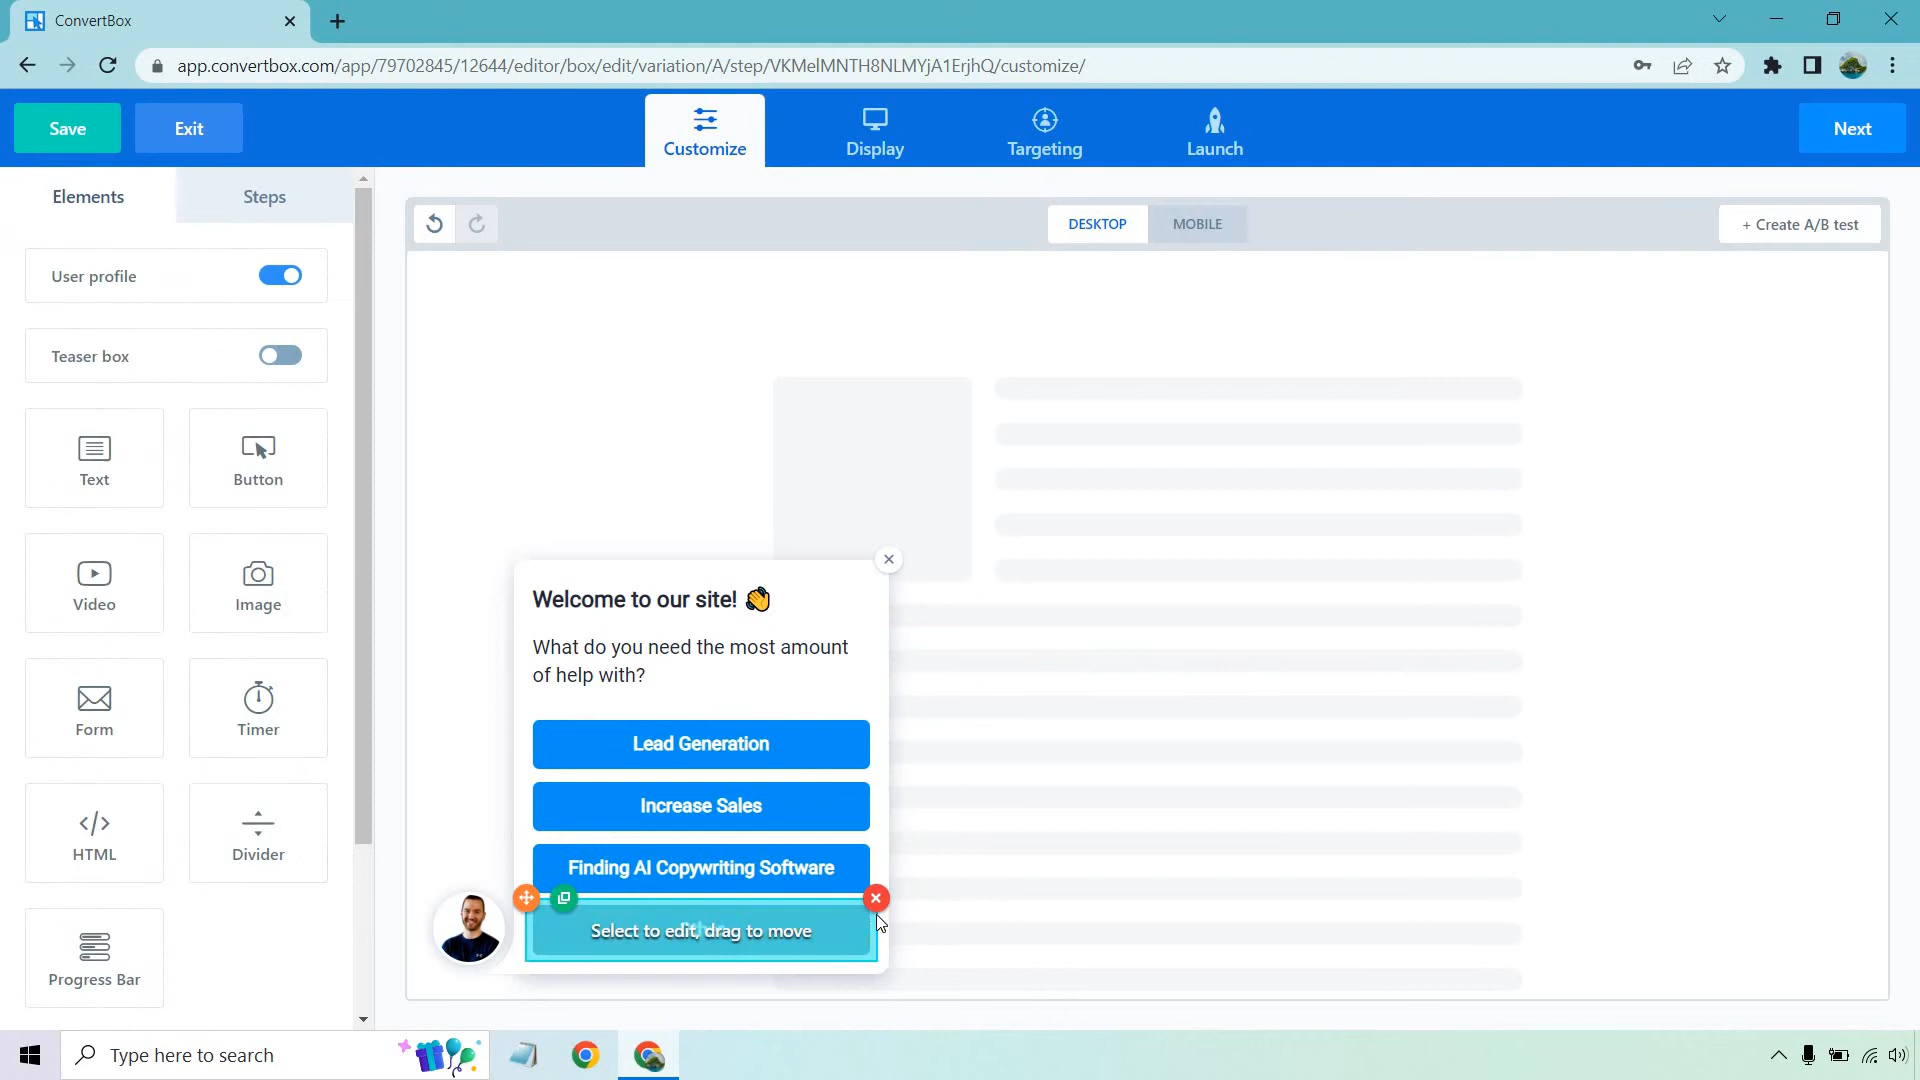 ConvertBox
app.convertbox.com/app/79702845/12644/editor/box/edit/variation/A/step/VKMelMNTH8NLMYjA1ErjhQ/customize/
Save
Exit
Customize
Display
Targeting
Launch
Next
Elements
Steps
DESKTOP
MOBILE
+ Create A/B test
User profile
Teaser box
Text
Button
Video
Image
Form
Timer
HTML
Divider
Progress Bar
Welcome to our site! 👋
What do you need the most amount
of help with?
Lead Generation
Increase Sales
Finding AI Copywriting Software
Select to edit, drag to move
Type here to search